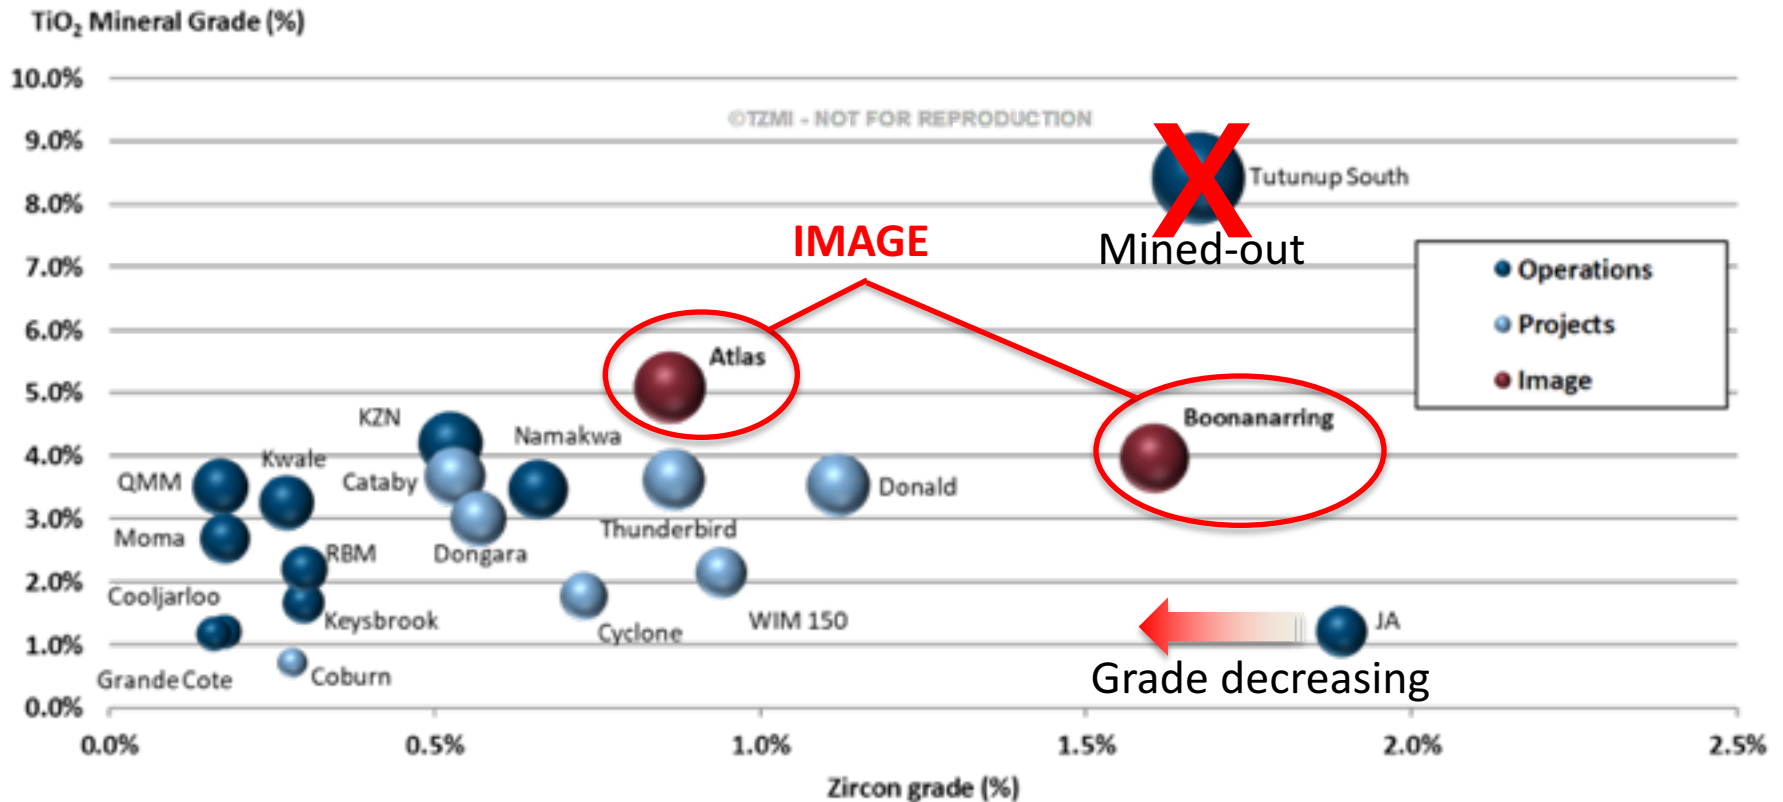 TiO₂ Mineral Grade (%)
10.0%
9.0%
8.0%
7.0%
6.0%
5.0%
4.0%
3.0%
2.0%
1.0%
0.0%
©TZMI - NOT FOR REPRODUCTION
Tutunup South
Mined-out
IMAGE
Operations
Projects
Image
Atlas
Boonanarring
KZN
Namakwa
Kwale
QMM
Cataby
Donald
Thunderbird
Moma
RBM
Dongara
Cooljarloo
Keysbrook
Cyclone
WIM 150
JA
Grande Cote
Coburn
Grade decreasing
0.0%
0.5%
1.0%
1.5%
2.0%
2.5%
Zircon grade (%)